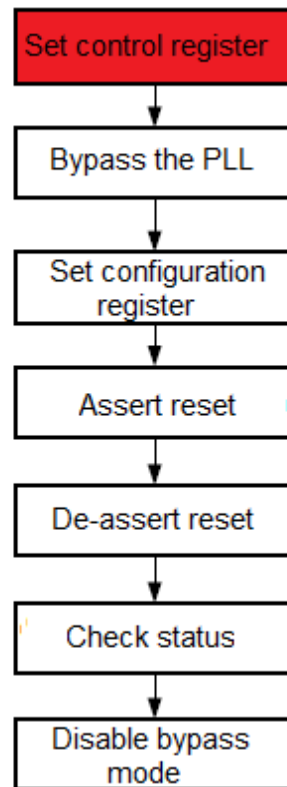 Set control register
Bypass the PLL
Set configuration
register
Assert reset
De-assert reset
Check status
Disable bypass
mode